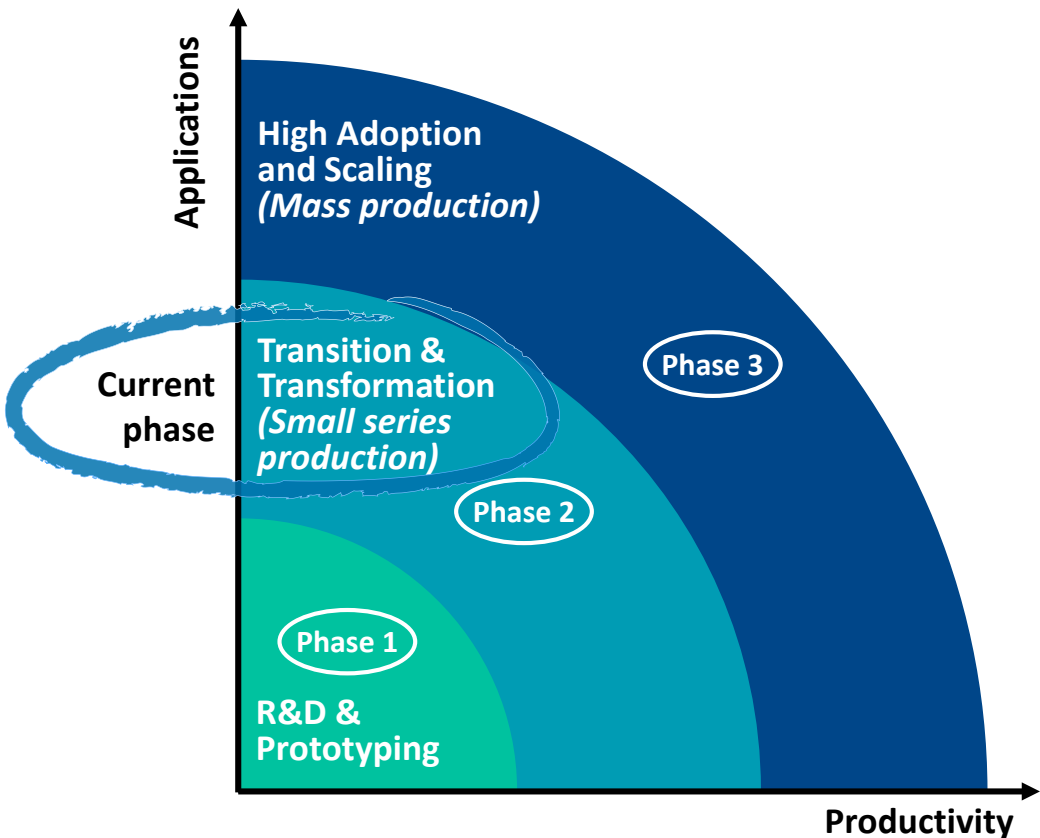 Applications
High Adoption
and Scaling
(Mass production)
Phase 3
Current
phase
Transition &
Transformation
(Small series
production)
Phase 2
Phase 1
R&D &
Prototyping
Productivity